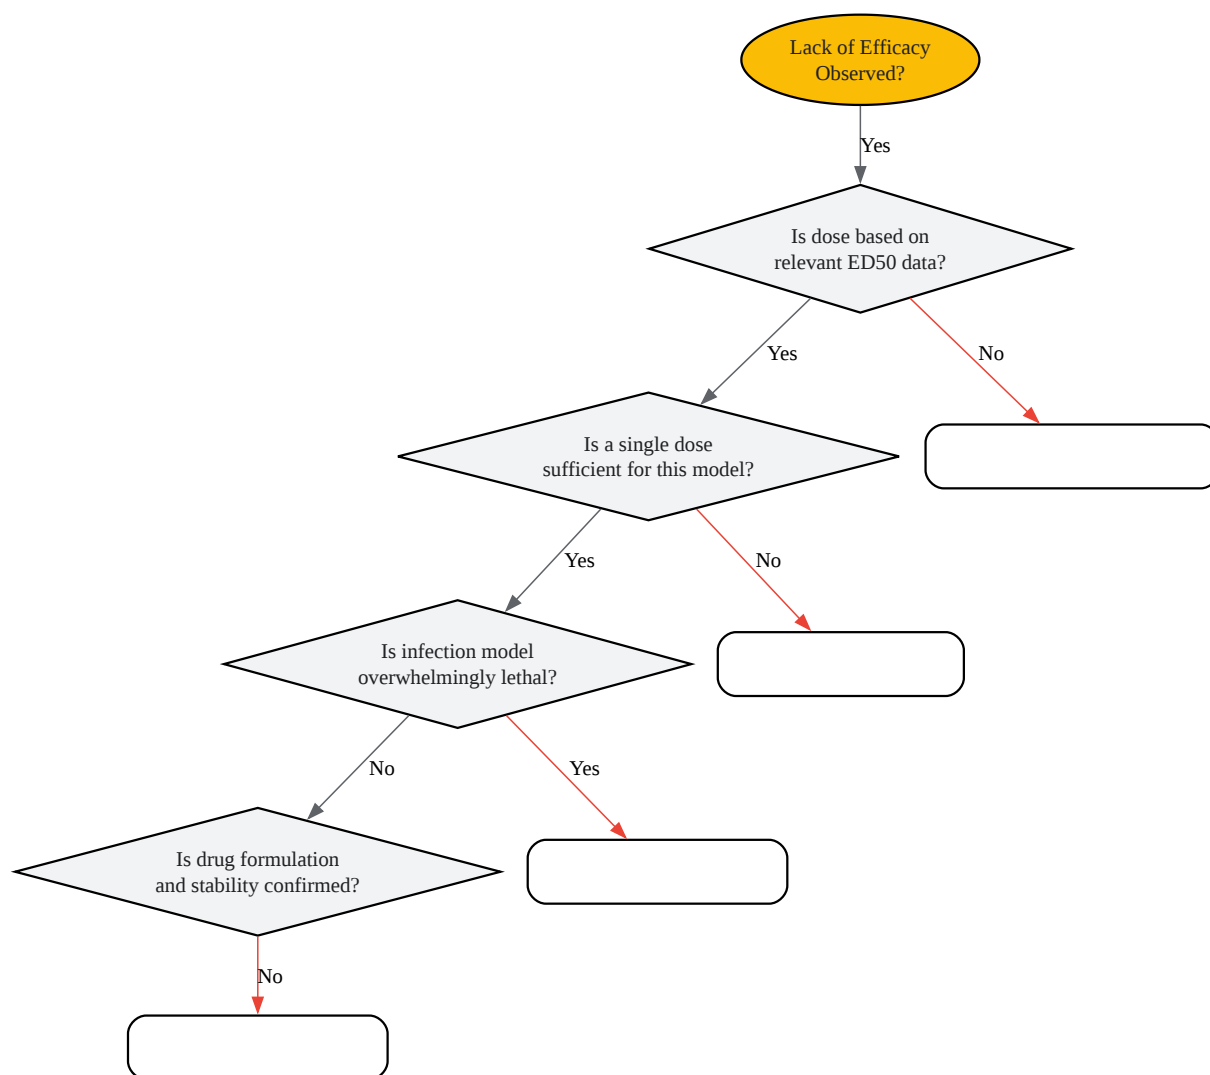 Lack of Efficacy
Observed?
Yes
Is dose based on
relevant ED50 data?
Yes
No
Is a single dose
sufficient for this model?
Yes
No
Is infection model
overwhelmingly lethal?
No
Yes
Is drug formulation
and stability confirmed?
No